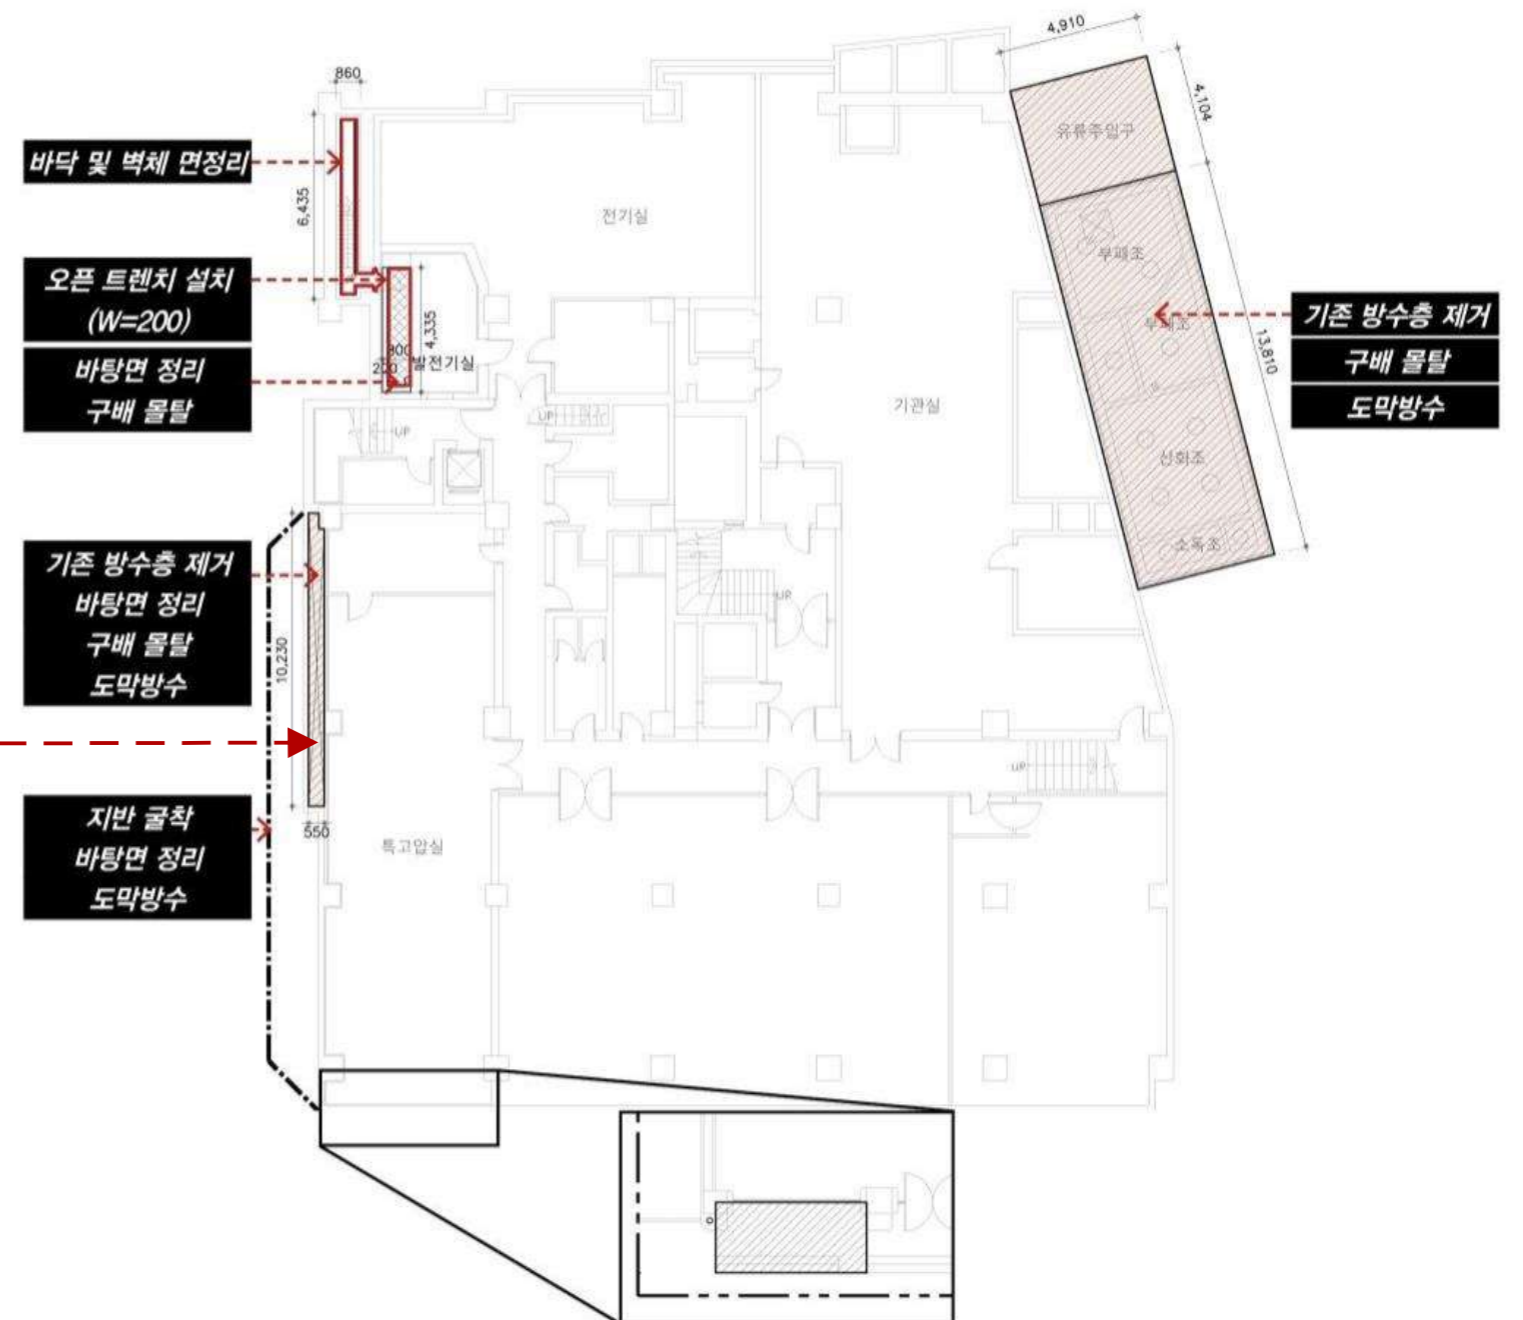 4,910
860
4,104
유류주입구
바닥 및 벽체 면정리
6,435
전기실
부패조
오픈 트렌치 설치
(W=200)
4,335
기존 방수층 제거
구배 몰탈
도막방수
부패조
13,810
바탕면 정리
구배 몰탈
800
200
발전기실
기관실
UP
UP
산화조
소독조
기존 방수층 제거
바탕면 정리
구배 몰탈
도막방수
10,230
UP
UP
지반 굴착
바탕면 정리
도막방수
550
특고압실